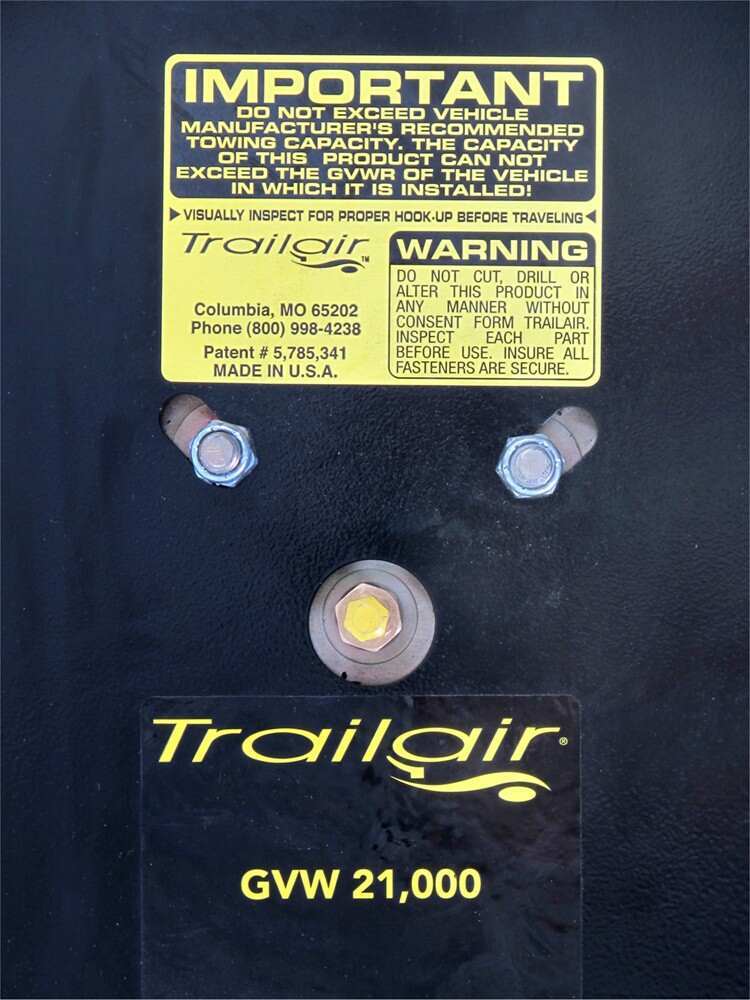 IMPORTANT
DO NOT EXCEED VEHICLE
MANUFACTURER'S RECOMMENDED
TOWING CAPACITY. THE CAPACITY
OF THIS PRODUCT CAN NOT
EXCEED THE GVWR OF THE VEHICLE
IN WHICH IT IS INSTALLED!
VISUALLY INSPECT FOR PROPER HOOK-UP BEFORE TRAVELING
Trailair™
Columbia, MO 65202
Phone (800) 998-4238
Patent # 5,785,341
MADE IN U.S.A.
WARNING
DO NOT CUT, DRILL OR
ALTER THIS PRODUCT IN
ANY MANNER WITHOUT
CONSENT FORM TRAILAIR.
INSPECT EACH PART
BEFORE USE. INSURE ALL
FASTENERS ARE SECURE.
Trailair®
GVW 21,000